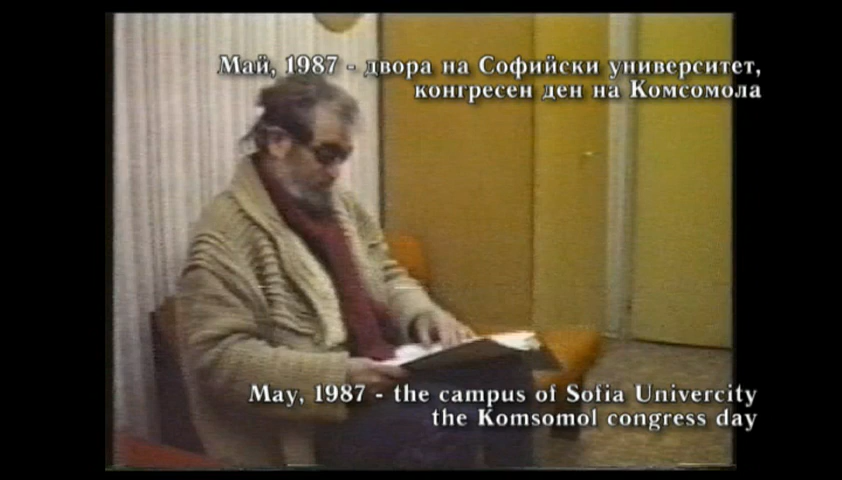 Май, 1987 - двора на Софийски университет,
конгресен ден на Комсомола
May, 1987 - the campus of Sofia Univercity
the Komsomol congress day